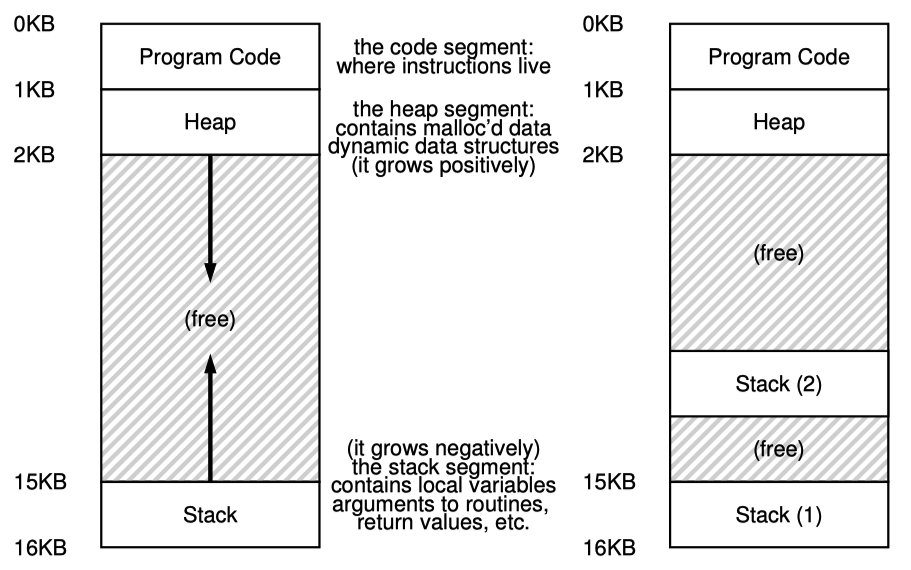 0KB
Program Code
1KB
Heap
2KB
(free)
15KB
Stack
16KB
the code segment:
where instructions live
the heap segment:
contains malloc'd data
dynamic data structures
(it grows positively)
(it grows negatively)
the stack segment:
contains local variables
arguments to routines,
return values, etc.
0KB
Program Code
1KB
Heap
2KB
(free)
Stack (2)
(free)
15KB
Stack (1)
16KB